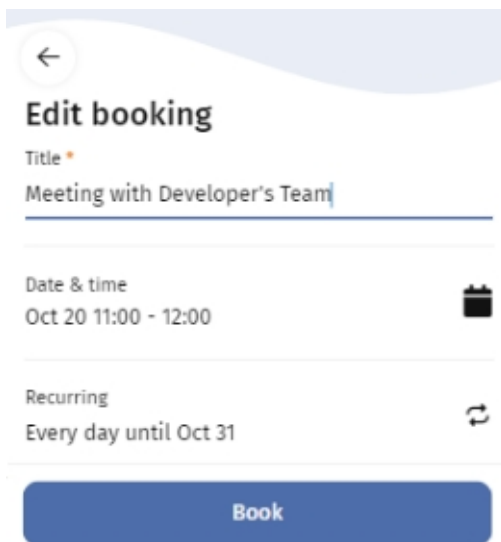 Edit booking
Title *
Meeting with Developer's Team
Date & time
Oct 20 11:00 - 12:00
Recurring
Every day until Oct 31
Book